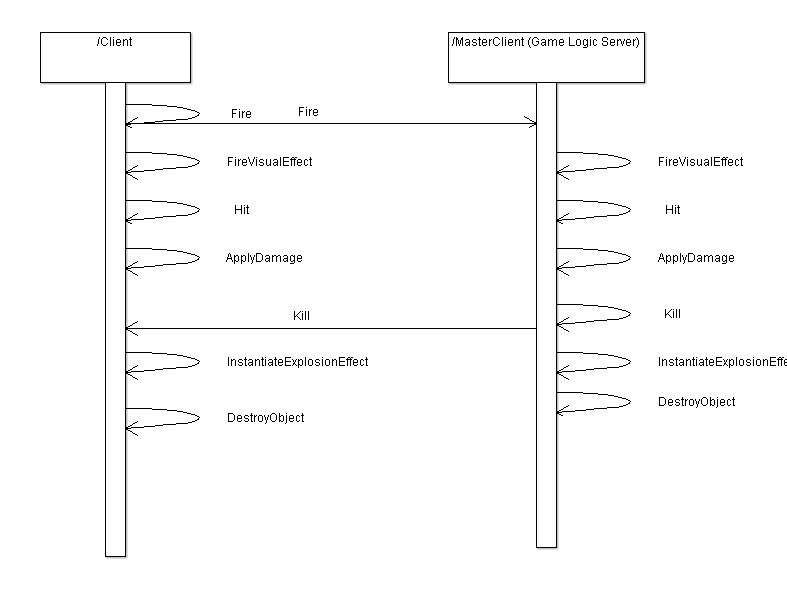 /Client
/MasterClient (Game Logic Server)
Fire
Fire
FireVisualEffect
FireVisualEffect
Hit
Hit
ApplyDamage
ApplyDamage
Kill
Kill
InstantiateExplosionEffect
InstantiateExplosionEffe
DestroyObject
DestroyObject